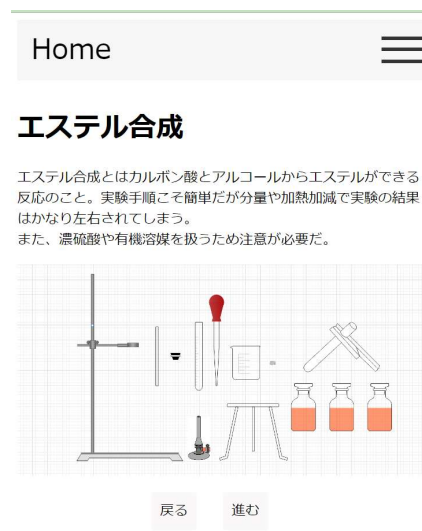 Home
エステル合成
エステル合成とはカルボン酸とアルコールからエステルができる
反応のこと。実験手順こそ簡単だが分量や加熱加減で実験の結果
はかなり左右されてしまう。
また、濃硫酸や有機溶媒を扱うため注意が必要だ。
戻る
進む